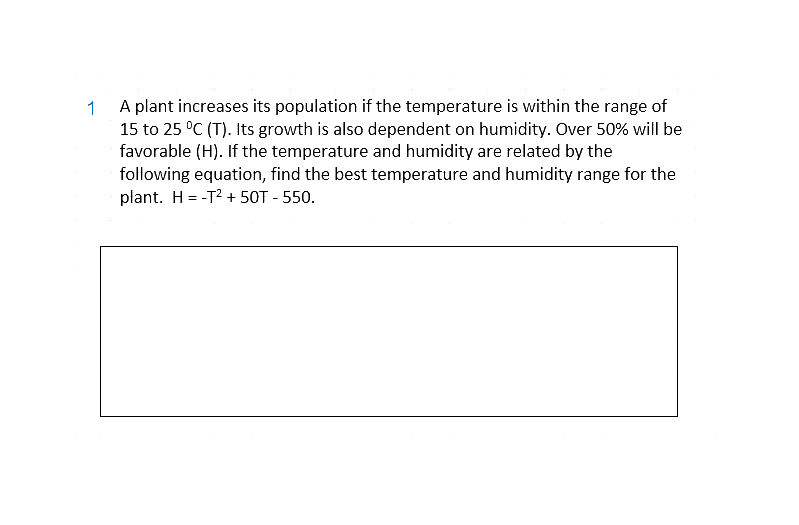 1 A plant increases its population if the temperature is within the range of
15 to 25 ⁰C (T). Its growth is also dependent on humidity. Over 50% will be
favorable (H). If the temperature and humidity are related by the
following equation, find the best temperature and humidity range for the
plant. H = -T² + 50T - 550.